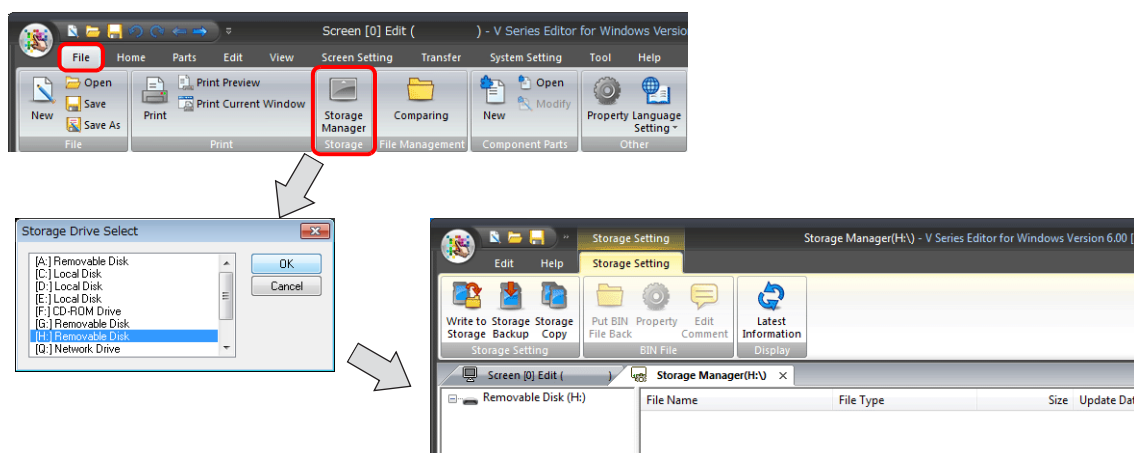 Screen [0] Edit ( ) - V Series Editor for Windows Versio
File Home Parts Edit View Screen Setting Transfer System Setting Tool Help
New
Open
Save
Save As
File
Print
Print Preview
Print Current Window
Print
Storage Manager
Storage
Comparing
File Management
New
Open
Modify
Component Parts
Property
Language Setting
Other
Storage Drive Select
[A:] Removable Disk
[C:] Local Disk
[D:] Local Disk
[E:] Local Disk
[F:] CD-ROM Drive
[G:] Removable Disk
[H:] Removable Disk
[Q:] Network Drive
OK
Cancel
Storage Setting
Storage Manager(H:\) - V Series Editor for Windows Version 6.00 [
Edit Help Storage Setting
Write to Storage
Storage Backup
Storage Copy
Storage Setting
Put BIN File Back
Property
Edit Comment
BIN File
Latest Information
Display
Screen [0] Edit ( )
Storage Manager(H:\) ×
Removable Disk (H:)
File Name File Type Size Update Dat